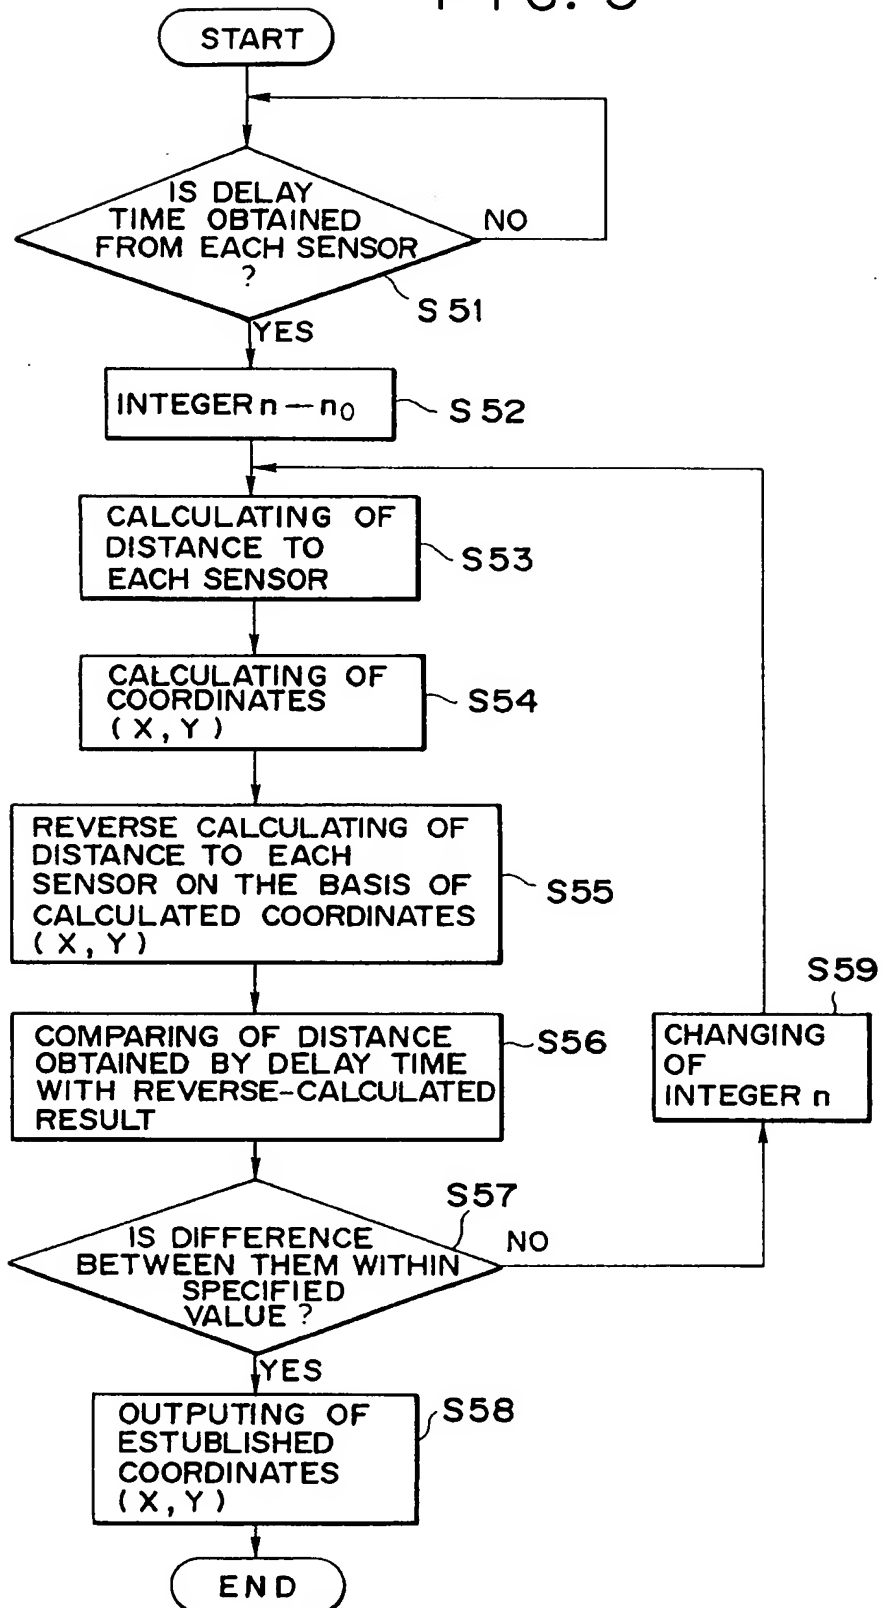 START
IS DELAY
TIME OBTAINED
FROM EACH SENSOR
?
NO
S51
YES
INTEGER n — n0
S52
CALCULATING OF
DISTANCE TO
EACH SENSOR
S53
CALCULATING OF
COORDINATES
(X, Y)
S54
REVERSE CALCULATING OF
DISTANCE TO EACH
SENSOR ON THE BASIS OF
CALCULATED COORDINATES
(X, Y)
S55
COMPARING OF DISTANCE
OBTAINED BY DELAY TIME
WITH REVERSE-CALCULATED
RESULT
S56
S59
CHANGING
OF
INTEGER n
S57
IS DIFFERENCE
BETWEEN THEM WITHIN
SPECIFIED
VALUE?
NO
YES
OUTPUTING OF
ESTUBLISHED
COORDINATES
(X, Y)
S58
END